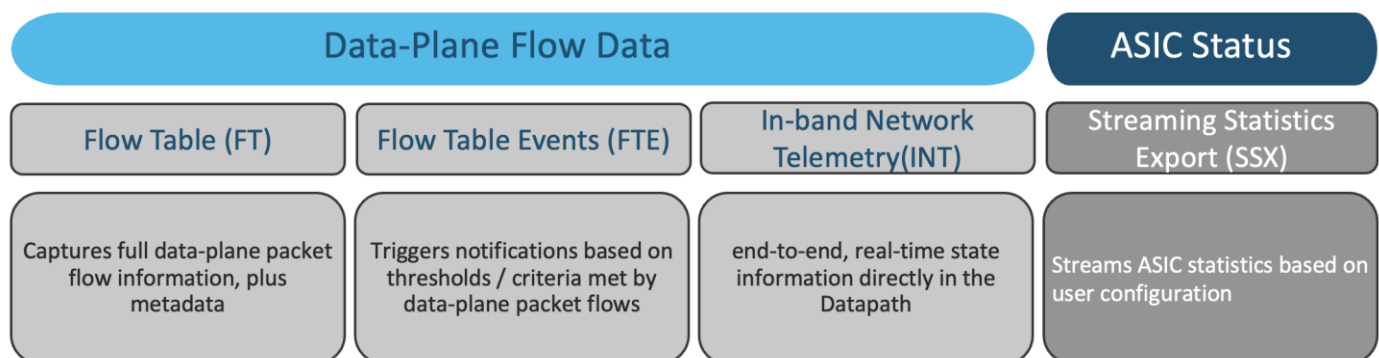 Data-Plane Flow Data
ASIC Status
Flow Table (FT)
Flow Table Events (FTE)
In-band Network
Telemetry(INT)
Streaming Statistics
Export (SSX)
Captures full data-plane packet
flow information, plus
metadata
Triggers notifications based on
thresholds / criteria met by
data-plane packet flows
end-to-end, real-time state
information directly in the
Datapath
Streams ASIC statistics based on
user configuration